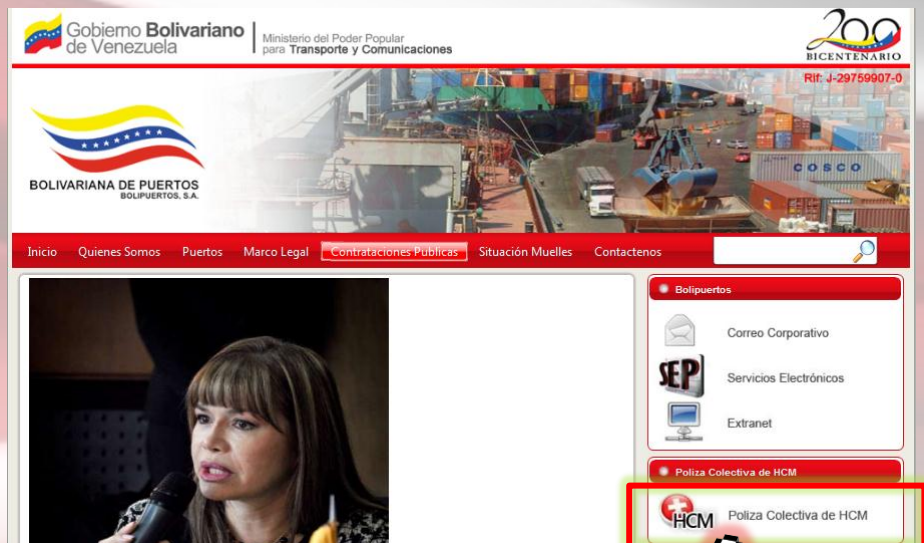 Gobierno Bolivariano
de Venezuela
Ministerio del Poder Popular
para Transporte y Comunicaciones
200
BICENTENARIO
Rif: J-29759907-0
COSCO
BOLIVARIANA DE PUERTOS
BOLIPUERTOS, S.A.
Inicio Quienes Somos Puertos Marco Legal Contrataciones Publicas Situación Muelles Contactenos
Bolipuertos
Correo Corporativo
SEP Servicios Electrónicos
Extranet
Poliza Colectiva de HCM
HCM Poliza Colectiva de HCM